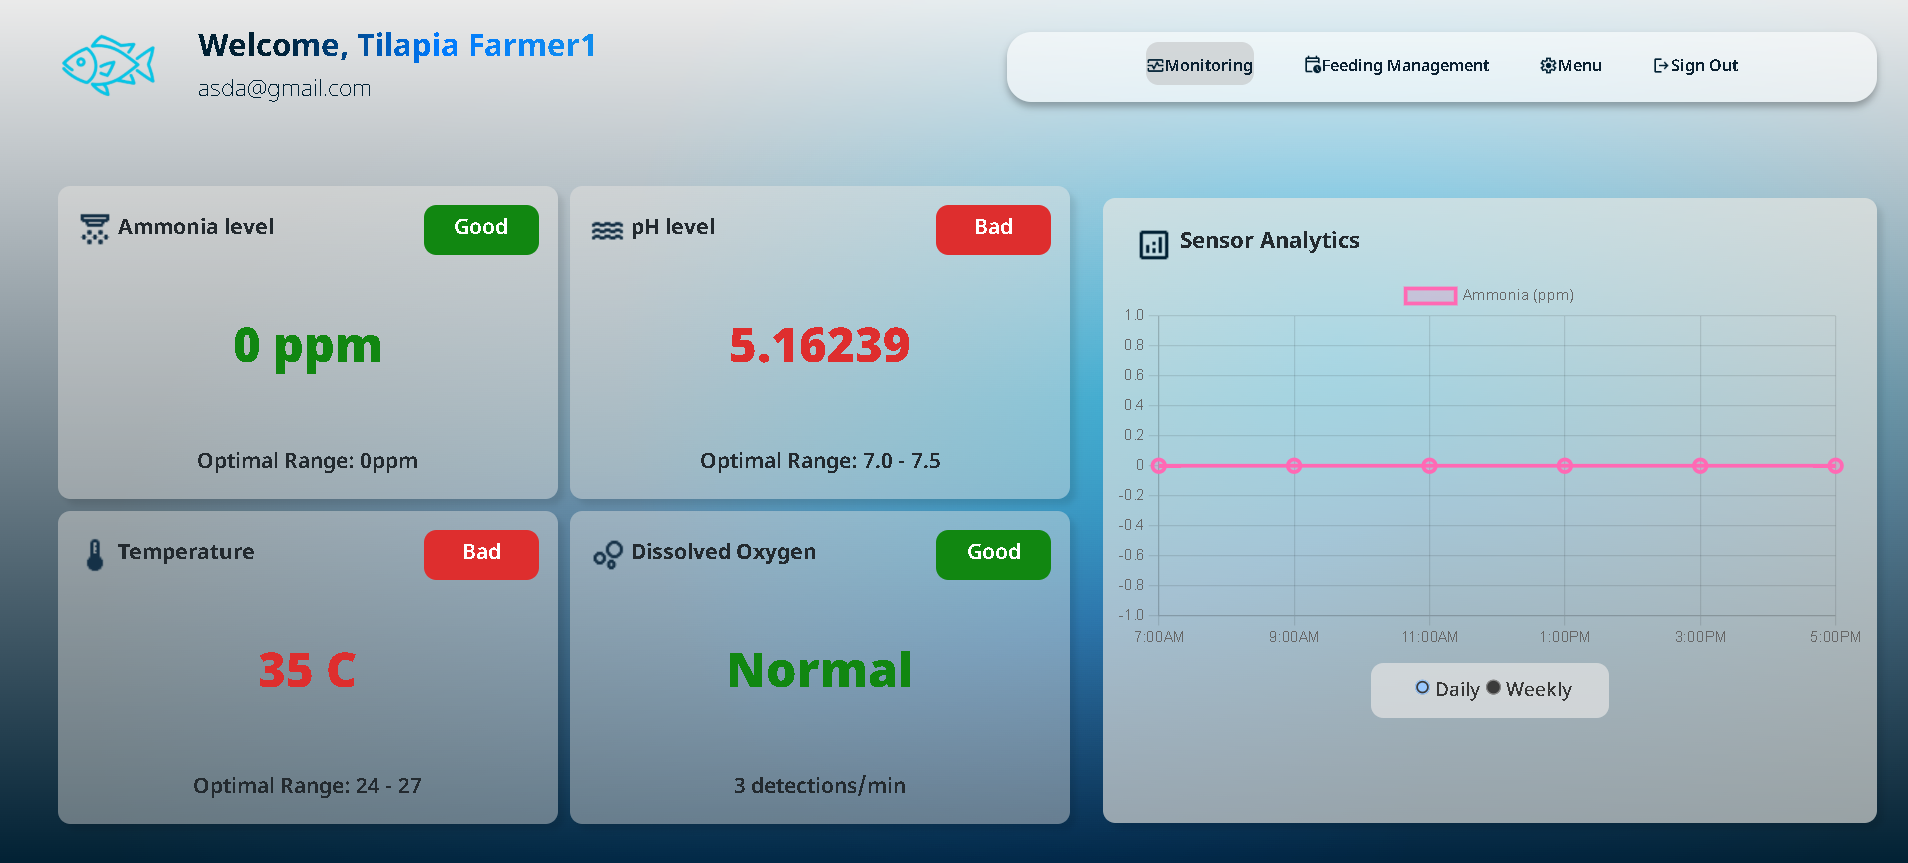 Welcome, Tilapia Farmer1
asda@gmail.com
Monitoring
Feeding Management
Menu
Sign Out
Ammonia level
Good
0 ppm
Optimal Range: 0ppm
pH level
Bad
5.16239
Optimal Range: 7.0 - 7.5
Temperature
Bad
35 C
Optimal Range: 24 - 27
Dissolved Oxygen
Good
Normal
3 detections/min
Sensor Analytics
Ammonia (ppm)
1.0
0.8
0.6
0.4
0.2
0
-0.2
-0.4
-0.6
-0.8
-1.0
7:00AM 9:00AM 11:00AM 1:00PM 3:00PM 5:00PM
Daily Weekly